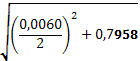 √((0,0060/2)² + 0,7958)